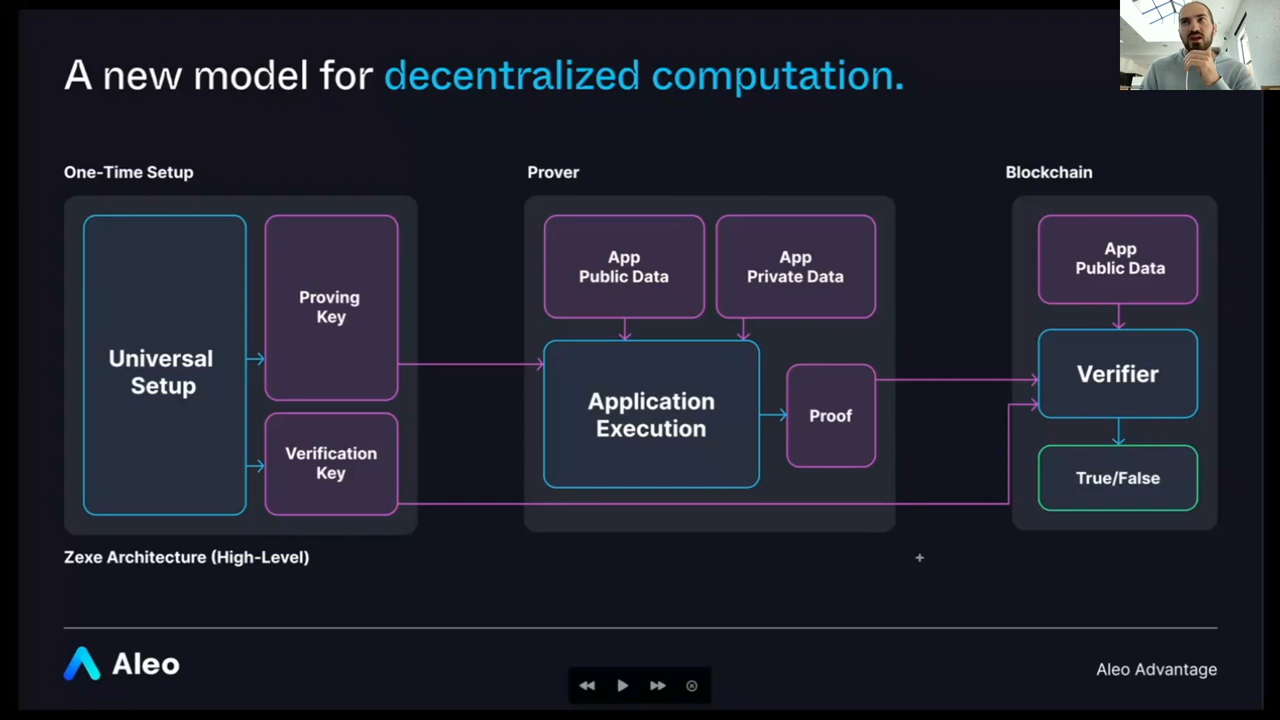 A new model for decentralized computation.
One-Time Setup
Prover
Blockchain
Universal
Setup
Proving
Key
Verification
Key
App
Public Data
App
Private Data
Application
Execution
Proof
App
Public Data
Verifier
True/False
Zexe Architecture (High-Level)
Aleo
Aleo Advantage